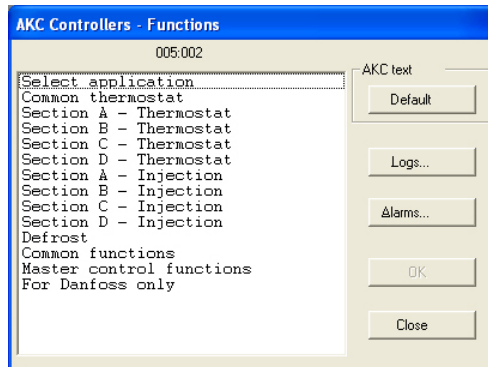 AKC Controllers - Functions
005:002
Select application
Common thermostat
Section A - Thermostat
Section B - Thermostat
Section C - Thermostat
Section D - Thermostat
Section A - Injection
Section B - Injection
Section C - Injection
Section D - Injection
Defrost
Common functions
Master control functions
For Danfoss only
AKC text
Default
Logs...
Alarms...
OK
Close